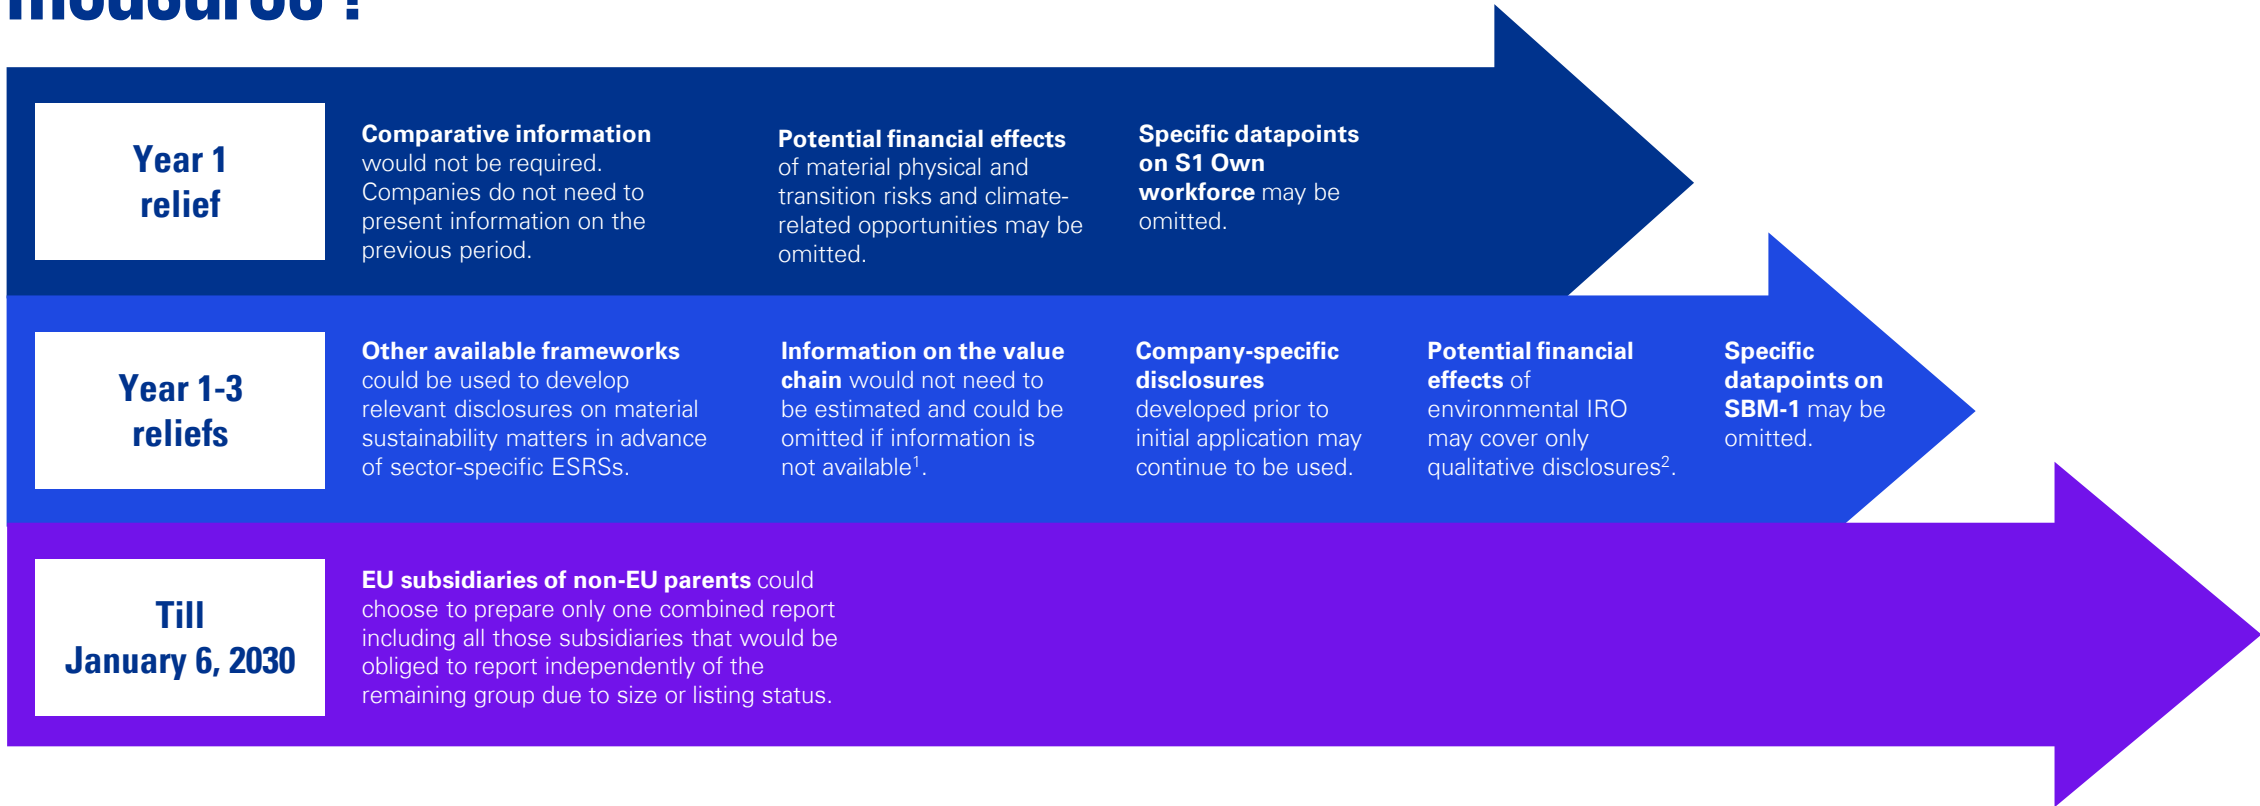 measures ?
Year 1
relief
Comparative information
would not be required.
Companies do not need to
present information on the
previous period.
Potential financial effects
of material physical and
transition risks and climate-
related opportunities may be
omitted.
Specific datapoints
on S1 Own
workforce may be
omitted.
Year 1-3
reliefs
Other available frameworks
could be used to develop
relevant disclosures on material
sustainability matters in advance
of sector-specific ESRSs.
Information on the value
chain would not need to
be estimated and could be
omitted if information is
not available¹.
Company-specific
disclosures
developed prior to
initial application may
continue to be used.
Potential financial
effects of
environmental IRO
may cover only
qualitative disclosures².
Specific
datapoints on
SBM-1 may be
omitted.
Till
January 6, 2030
EU subsidiaries of non-EU parents could
choose to prepare only one combined report
including all those subsidiaries that would be
obliged to report independently of the
remaining group due to size or listing status.